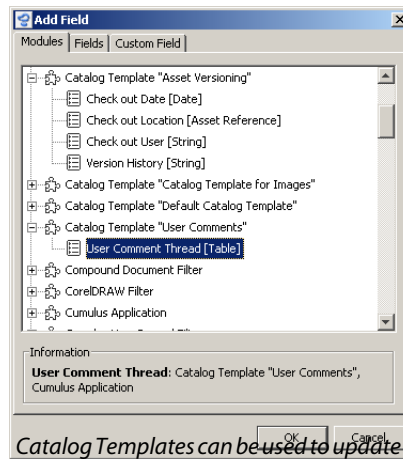 Add Field
Modules Fields Custom Field
Catalog Template "Asset Versioning"
Check out Date [Date]
Check out Location [Asset Reference]
Check out User [String]
Version History [String]
Catalog Template "Catalog Template for Images"
Catalog Template "Default Catalog Template"
Catalog Template "User Comments"
User Comment Thread [Table]
Compound Document Filter
CorelDRAW Filter
Cumulus Application
Information
User Comment Thread: Catalog Template "User Comments",
Cumulus Application
OK Cancel
Catalog Templates can be used to update